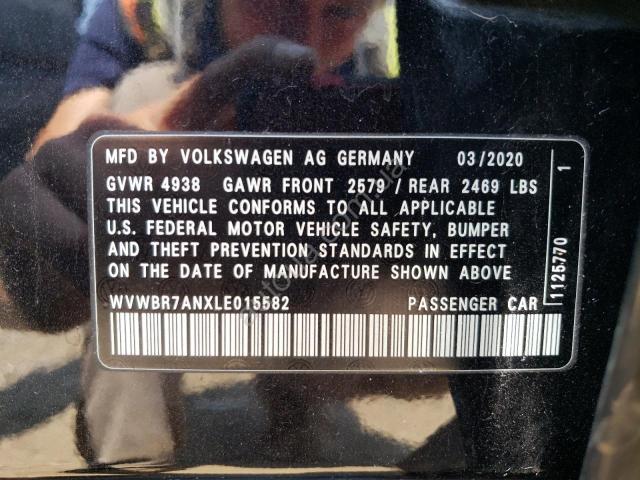 MFD BY VOLKSWAGEN AG GERMANY 03/2020
GVWR 4938 GAWR FRONT 2579 / REAR 2469 LBS
THIS VEHICLE CONFORMS TO ALL APPLICABLE
U.S. FEDERAL MOTOR VEHICLE SAFETY, BUMPER
AND THEFT PREVENTION STANDARDS IN EFFECT
ON THE DATE OF MANUFACTURE SHOWN ABOVE
WVWBR7ANXLE015582 PASSENGER CAR
1125770 1